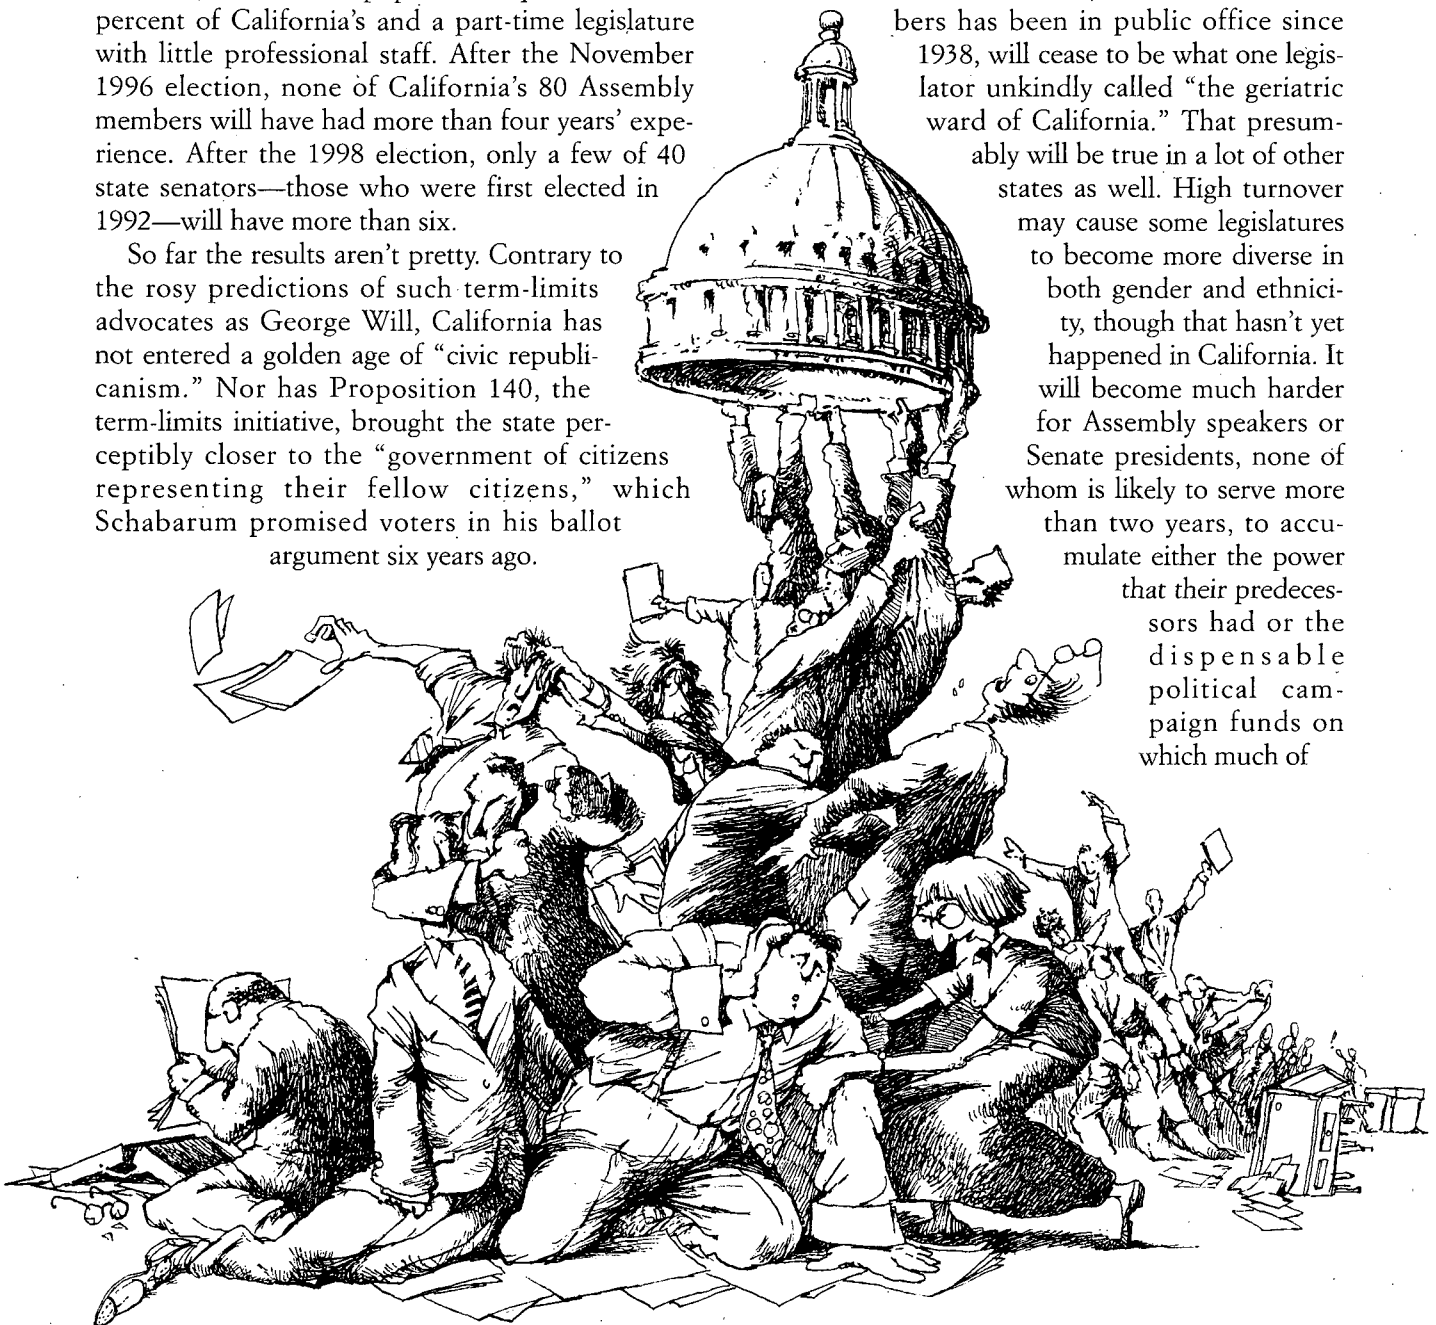 percent of California's and a part-time legislature
with little professional staff. After the November
1996 election, none of California's 80 Assembly
members will have had more than four years' expe-
rience. After the 1998 election, only a few of 40
state senators—those who were first elected in
1992—will have more than six.
So far the results aren't pretty. Contrary to
the rosy predictions of such term-limits
advocates as George Will, California has
not entered a golden age of “civic republi-
canism.” Nor has Proposition 140, the
term-limits initiative, brought the state per-
ceptibly closer to the “government of citizens
representing their fellow citizens,” which
Schabarum promised voters in his ballot
argument six years ago.
bers has been in public office since
1938, will cease to be what one legis-
lator unkindly called “the geriatric
ward of California.” That presum-
ably will be true in a lot of other
states as well. High turnover
may cause some legislatures
to become more diverse in
both gender and ethnici-
ty, though that hasn't yet
happened in California. It
will become much harder
for Assembly speakers or
Senate presidents, none of
whom is likely to serve more
than two years, to accu-
mulate either the power
that their predeces-
sors had or the
dispensable
political cam-
paign funds on
which much of